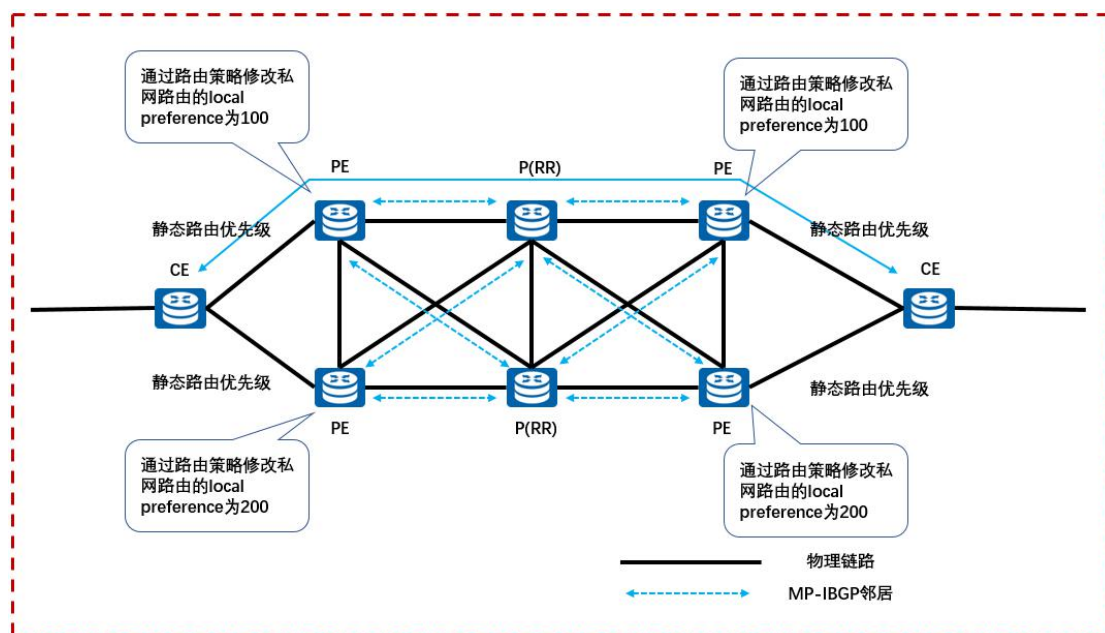 通过路由策略修改私
网路由的local
preference为100
通过路由策略修改私
网路由的local
preference为100
PE
P(RR)
PE
静态路由优先级
静态路由优先级
CE
CE
静态路由优先级
静态路由优先级
PE
P(RR)
PE
通过路由策略修改私
网路由的local
preference为200
通过路由策略修改私
网路由的local
preference为200
物理链路
MP-IBGP邻居